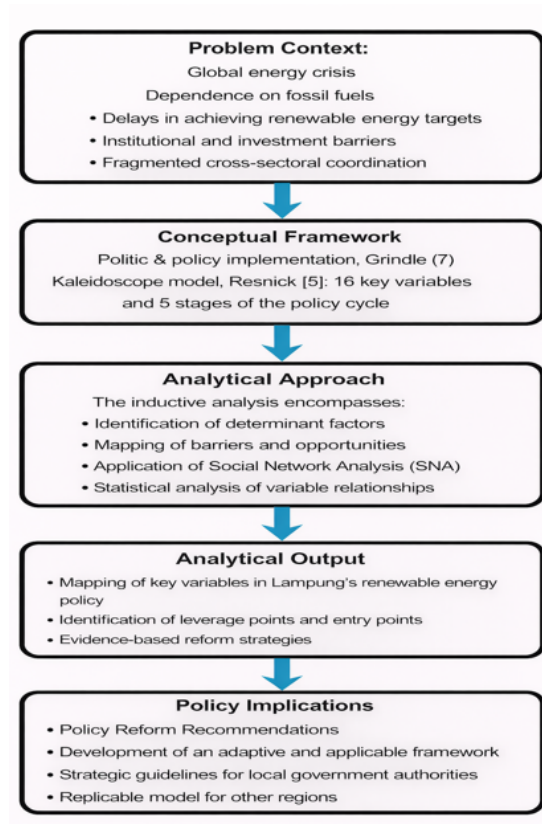 Problem Context:
Global energy crisis
Dependence on fossil fuels
• Delays in achieving renewable energy targets
• Institutional and investment barriers
• Fragmented cross-sectoral coordination
Conceptual Framework
Politic & policy implementation, Grindle (7)
Kaleidoscope model, Resnick [5]: 16 key variables
and 5 stages of the policy cycle
Analytical Approach
The inductive analysis encompasses:
• Identification of determinant factors
• Mapping of barriers and opportunities
• Application of Social Network Analysis (SNA)
• Statistical analysis of variable relationships
Analytical Output
• Mapping of key variables in Lampung's renewable energy
policy
• Identification of leverage points and entry points
• Evidence-based reform strategies
Policy Implications
• Policy Reform Recommendations
• Development of an adaptive and applicable framework
• Strategic guidelines for local government authorities
• Replicable model for other regions